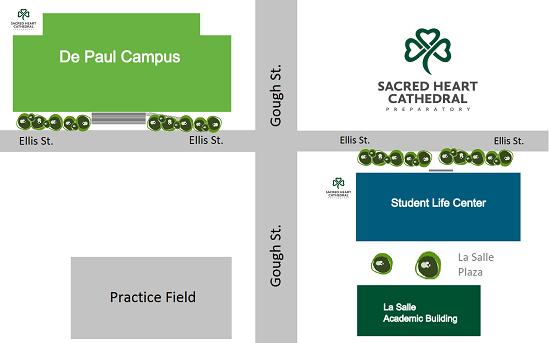 SACRED HEART
CATHEDRAL
De Paul Campus
Ellis St.
Ellis St.
Gough St.
SACRED HEART
CATHEDRAL
PREPARATORY
Ellis St.
Ellis St.
SACRED HEART
CATHEDRAL
Student Life Center
Gough St.
La Salle
Plaza
Practice Field
La Salle
Academic Building